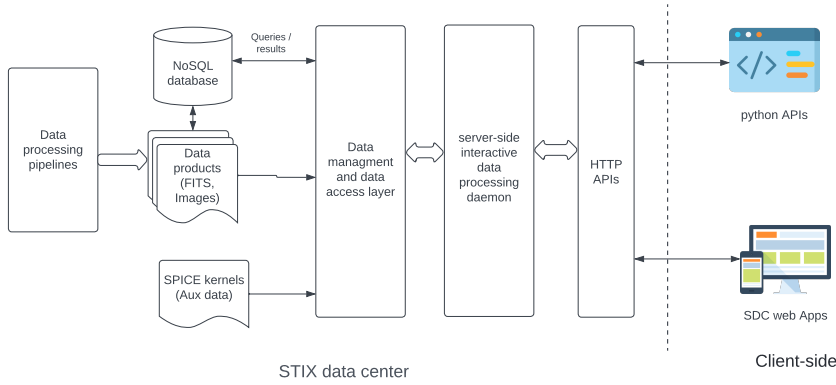 Queries /
results
NoSQL
database
Data
processing
pipelines
Data
products
(FITS,
Images)
Data
managment
and data
access layer
server-side
interactive
data
processing
daemon
HTTP
APIs
python APIs
SPICE kernels
(Aux data)
SDC web Apps
STIX data center
Client-side